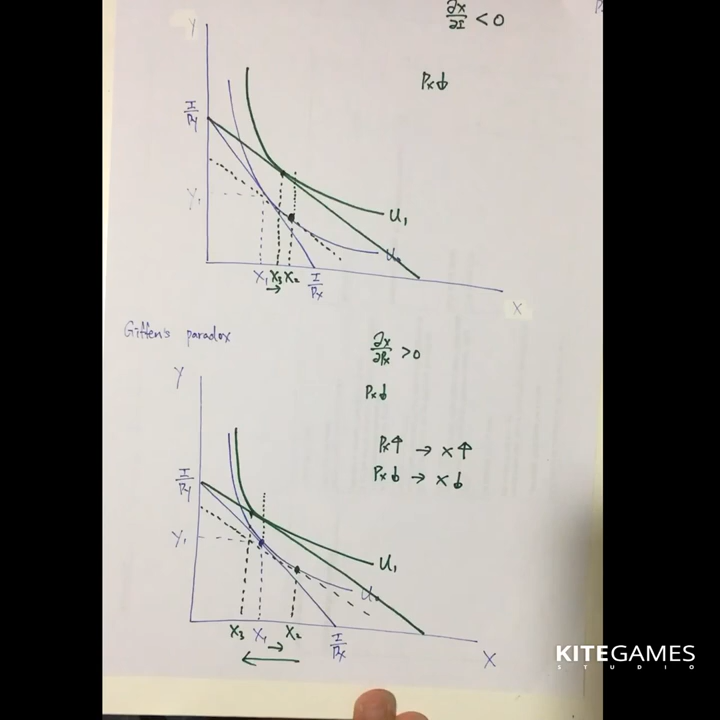 ∂x/∂I < 0
Px↓
Y
I/Py
Y₁
U₁
U₀
X₁ X₃ X₂ I/Px
→
X
Giffen's paradox
∂x/∂Px > 0
Px↓
Y
Px↑ → x↑
Px↓ → x↓
I/Py
Y₁
U₁
U₀
X₃ X₁ X₂ I/Px
→
←
X
KITEGAMES
STUDIO